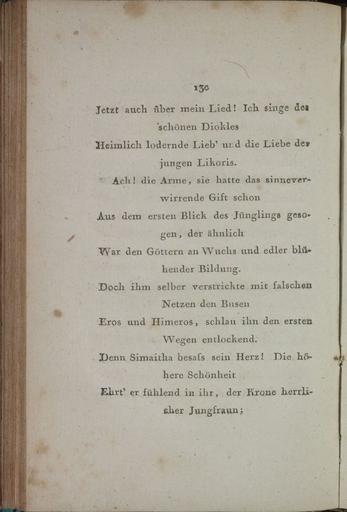 130
Jetzt auch über mein Lied! Ich singe des
schönen Diokles
Heimlich lodernde Lieb' und die Liebe der
jungen Likoris.
Ach! die Arme, sie hatte das sinnever-
wirrende Gift schon
Aus dem ersten Blick des Jünglings geso-
gen, der ähnlich
War den Göttern an Wuchs und edler blü-
hender Bildung.
Doch ihm selber verstrickte mit falschen
Netzen den Busen
Eros und Himeros, schlau ihn den ersten
Wegen entlockend.
Denn Simaitha besaſs sein Herz! Die hö-
here Schönheit
Ehrt' er fühlend in ihr, der Krone herrli-
cher Jungfraun;